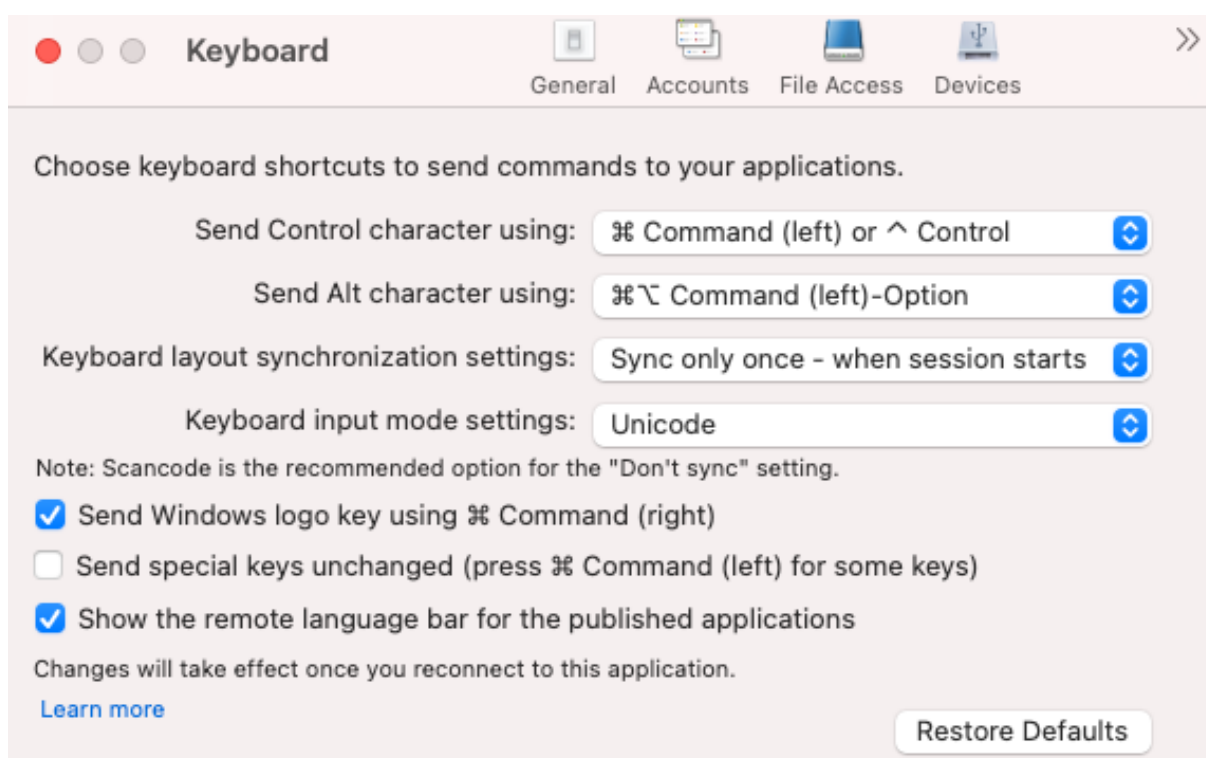 Keyboard
General Accounts File Access Devices
Choose keyboard shortcuts to send commands to your applications.
Send Control character using: ⌘ Command (left) or ^ Control
Send Alt character using: ⌘⌥ Command (left)-Option
Keyboard layout synchronization settings: Sync only once - when session starts
Keyboard input mode settings: Unicode
Note: Scancode is the recommended option for the "Don't sync" setting.
Send Windows logo key using ⌘ Command (right)
Send special keys unchanged (press ⌘ Command (left) for some keys)
Show the remote language bar for the published applications
Changes will take effect once you reconnect to this application.
Learn more
Restore Defaults